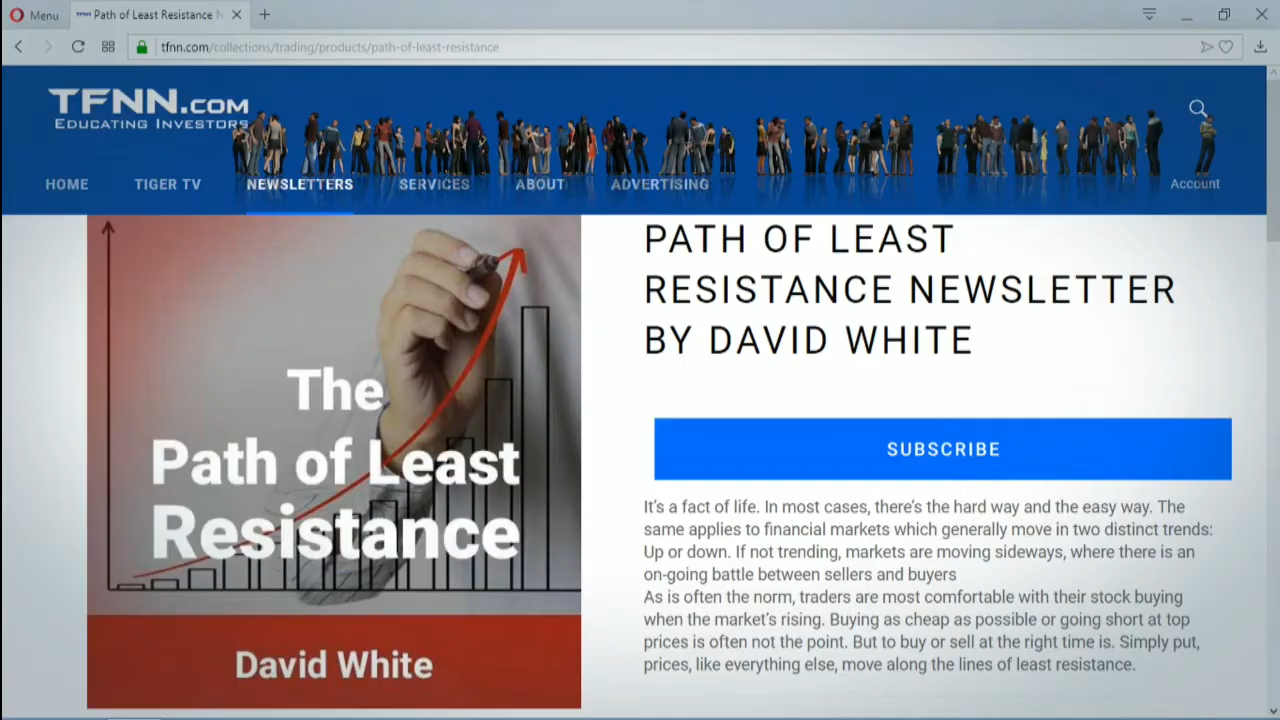 Menu
Path of Least Resistance N
tfnn.com/collections/trading/products/path-of-least-resistance
TFNN.COM
EDUCATING INVESTORS
HOME
TIGER TV
NEWSLETTERS
SERVICES
ABOUT
ADVERTISING
Account
The
Path of Least
Resistance
David White
PATH OF LEAST
RESISTANCE NEWSLETTER
BY DAVID WHITE
SUBSCRIBE
It's a fact of life. In most cases, there's the hard way and the easy way. The
same applies to financial markets which generally move in two distinct trends:
Up or down. If not trending, markets are moving sideways, where there is an
on-going battle between sellers and buyers
As is often the norm, traders are most comfortable with their stock buying
when the market's rising. Buying as cheap as possible or going short at top
prices is often not the point. But to buy or sell at the right time is. Simply put,
prices, like everything else, move along the lines of least resistance.